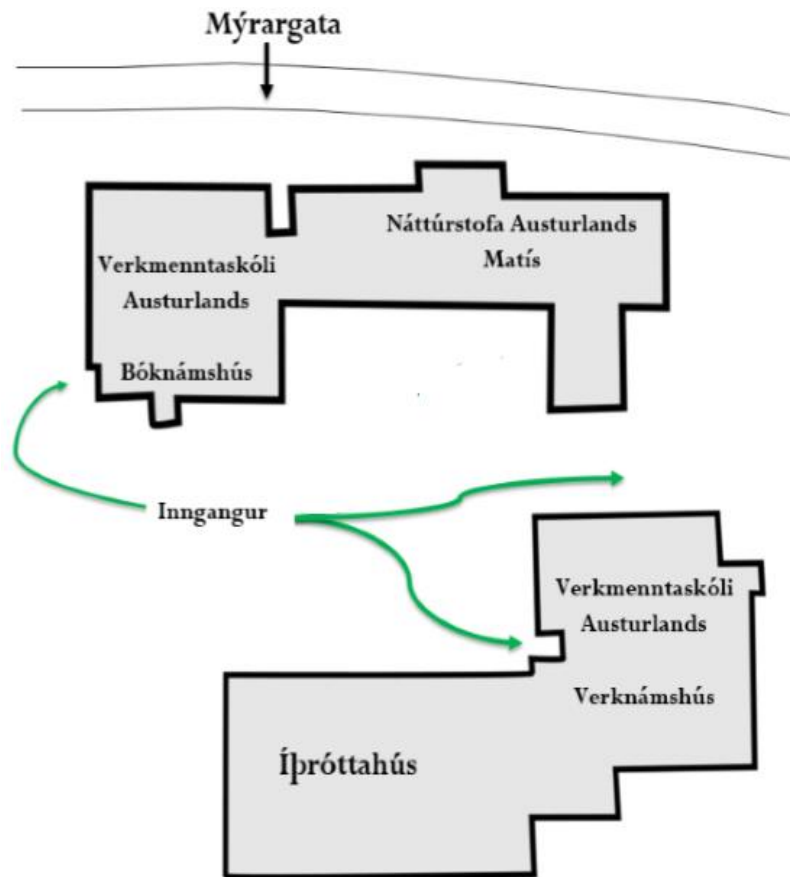 Mýrargata
Náttúrstofa Austurlands
Matís
Verkmenntaskóli
Austurlands
Bóknámshús
Inngangur
Verkmenntaskóli
Austurlands
Verknámshús
Íþróttahús